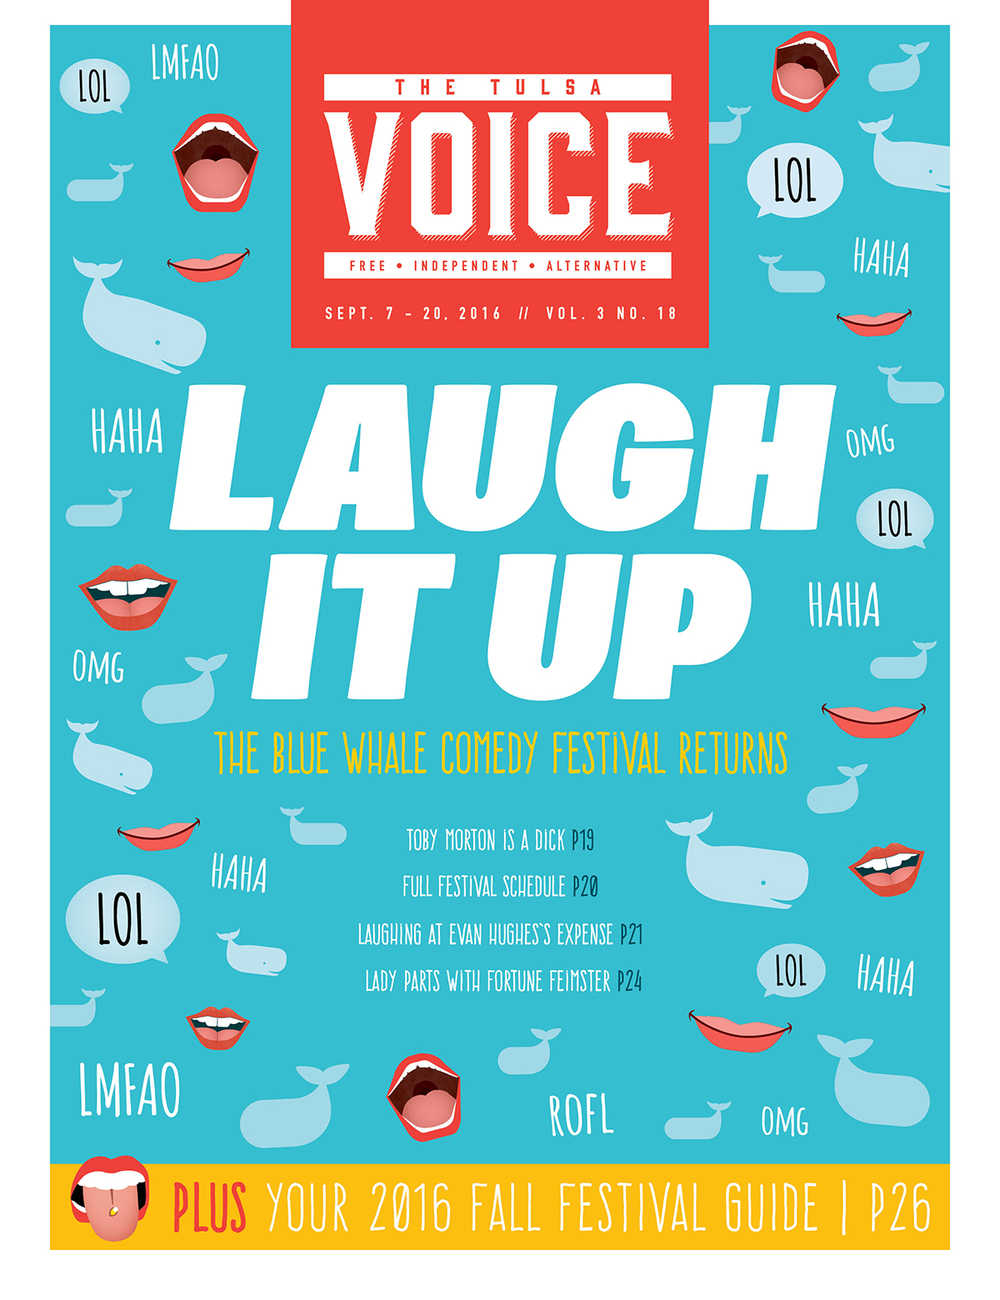 THE TULSA
VOICE
FREE • INDEPENDENT • ALTERNATIVE
SEPT. 7 - 20, 2016 // VOL. 3 NO. 18
LOL
LMFAO
LOL
HAHA
LAUGH
IT UP
HAHA
OMG
LOL
HAHA
OMG
THE BLUE WHALE COMEDY FESTIVAL RETURNS
TOBY MORTON IS A DICK P19
FULL FESTIVAL SCHEDULE P20
LAUGHING AT EVAN HUGHES'S EXPENSE P21
LADY PARTS WITH FORTUNE FEIMSTER P24
HAHA
LOL
LOL
HAHA
LMFAO
ROFL
OMG
PLUS YOUR 2016 FALL FESTIVAL GUIDE | P26